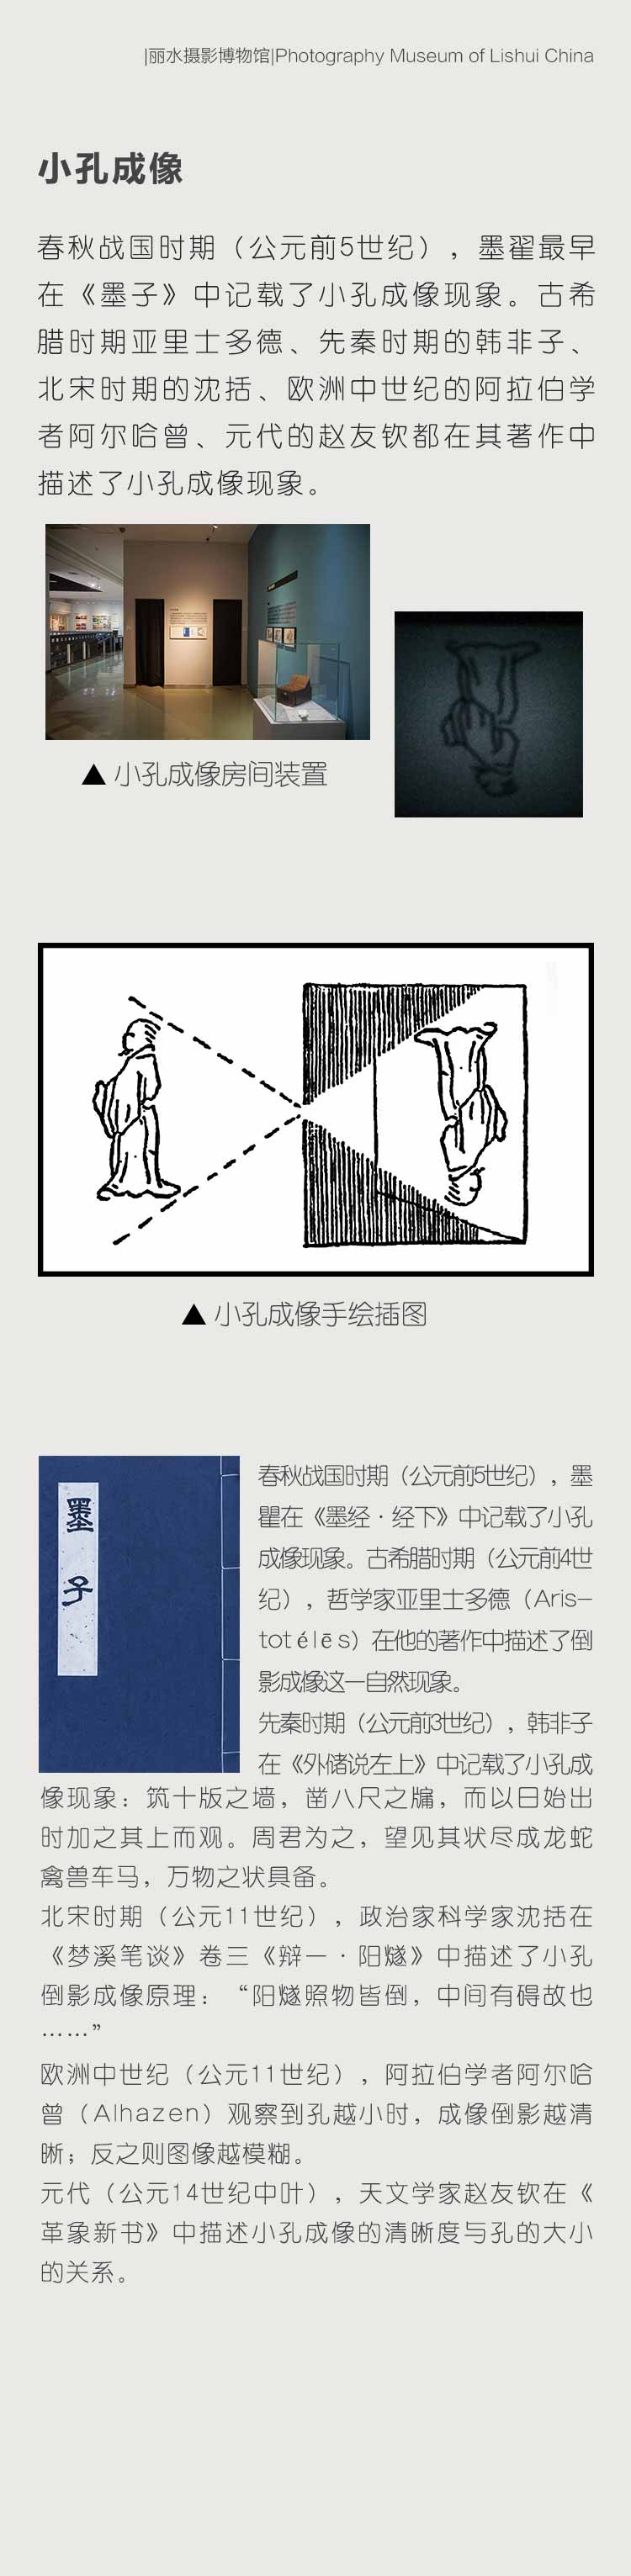 |丽水摄影博物馆|Photography Museum of Lishui China
小孔成像
春秋战国时期（公元前5世纪），墨翟最早
在《墨子》中记载了小孔成像现象。古希
腊时期亚里士多德、先秦时期的韩非子、
北宋时期的沈括、欧洲中世纪的阿拉伯学
者阿尔哈曾、元代的赵友钦都在其著作中
描述了小孔成像现象。
▲ 小孔成像房间装置
▲ 小孔成像手绘插图
墨子
春秋战国时期（公元前5世纪），墨
瞿在《墨经·经下》中记载了小孔
成像现象。古希腊时期（公元前4世
纪），哲学家亚里士多德（Aris-
totélēs）在他的著作中描述了倒
影成像这一自然现象。
先秦时期（公元前3世纪），韩非子
在《外储说左上》中记载了小孔成
像现象：筑十版之墙，凿八尺之牖，而以日始出
时加之其上而观。周君为之，望见其状尽成龙蛇
禽兽车马，万物之状具备。
北宋时期（公元11世纪），政治家科学家沈括在
《梦溪笔谈》卷三《辩一·阳燧》中描述了小孔
倒影成像原理：“阳燧照物皆倒，中间有碍故也
……”
欧洲中世纪（公元11世纪），阿拉伯学者阿尔哈
曾（Alhazen）观察到孔越小时，成像倒影越清
晰；反之则图像越模糊。
元代（公元14世纪中叶），天文学家赵友钦在《
革象新书》中描述小孔成像的清晰度与孔的大小
的关系。